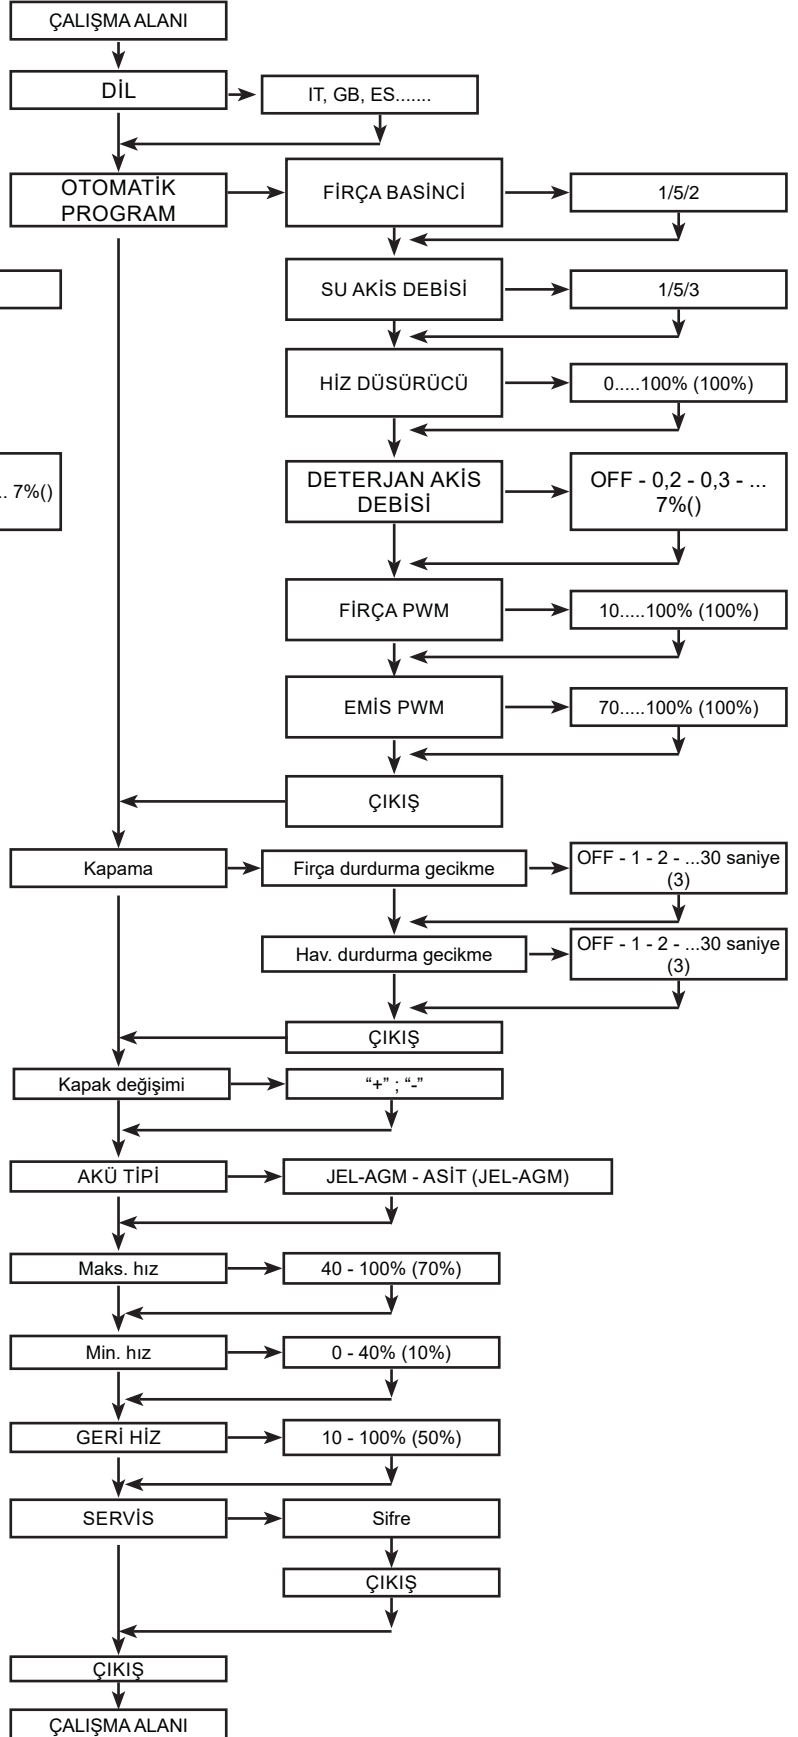 ÇALIŞMA ALANI
DİL
IT, GB, ES.......
OTOMATİK
PROGRAM
FİRÇA BASİNCİ
1/5/2
SU AKİS DEBİSİ
1/5/3
HİZ DÜSÜRÜCÜ
0.....100% (100%)
.. 7%()
DETERJAN AKİS
DEBİSİ
OFF - 0,2 - 0,3 - ...
7%()
FİRÇA PWM
10.....100% (100%)
EMİS PWM
70.....100% (100%)
ÇIKIŞ
Kapama
Firça durdurma gecikme
OFF - 1 - 2 - ...30 saniye
(3)
Hav. durdurma gecikme
OFF - 1 - 2 - ...30 saniye
(3)
ÇIKIŞ
Kapak değişimi
“+” ; “-”
AKÜ TİPİ
JEL-AGM - ASİT (JEL-AGM)
Maks. hız
40 - 100% (70%)
Min. hız
0 - 40% (10%)
GERİ HİZ
10 - 100% (50%)
SERVİS
Sifre
ÇIKIŞ
ÇIKIŞ
ÇALIŞMA ALANI